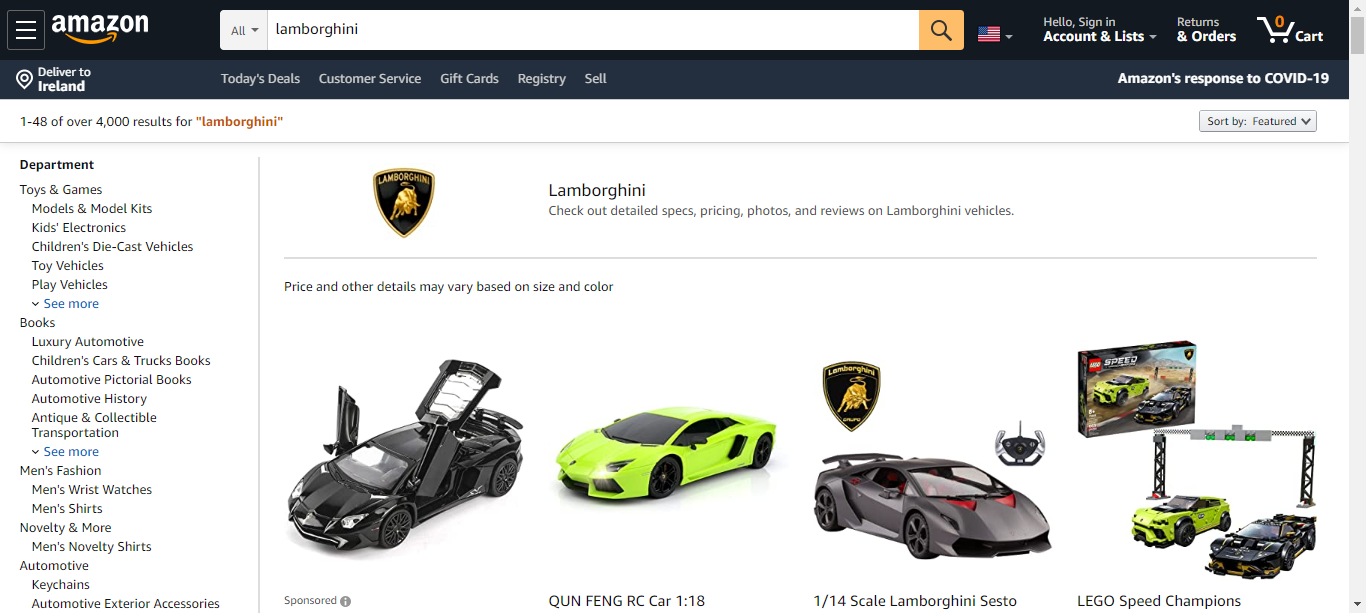 amazon
All
lamborghini
Hello, Sign in
Account & Lists
Returns
& Orders
0
Cart
Deliver to
Ireland
Today's Deals
Customer Service
Gift Cards
Registry
Sell
Amazon's response to COVID-19
1-48 of over 4,000 results for "lamborghini"
Sort by: Featured
Department
Toys & Games
Models & Model Kits
Kids' Electronics
Children's Die-Cast Vehicles
Toy Vehicles
Play Vehicles
See more
Books
Luxury Automotive
Children's Cars & Trucks Books
Automotive Pictorial Books
Automotive History
Antique & Collectible
Transportation
See more
Men's Fashion
Men's Wrist Watches
Men's Shirts
Novelty & More
Men's Novelty Shirts
Automotive
Keychains
Automotive Exterior Accessories
LAMBORGHINI
Lamborghini
Check out detailed specs, pricing, photos, and reviews on Lamborghini vehicles.
Price and other details may vary based on size and color
Sponsored
QUN FENG RC Car 1:18
Lamborghini
1/14 Scale Lamborghini Sesto
LEGO
SPEED
LEGO Speed Champions